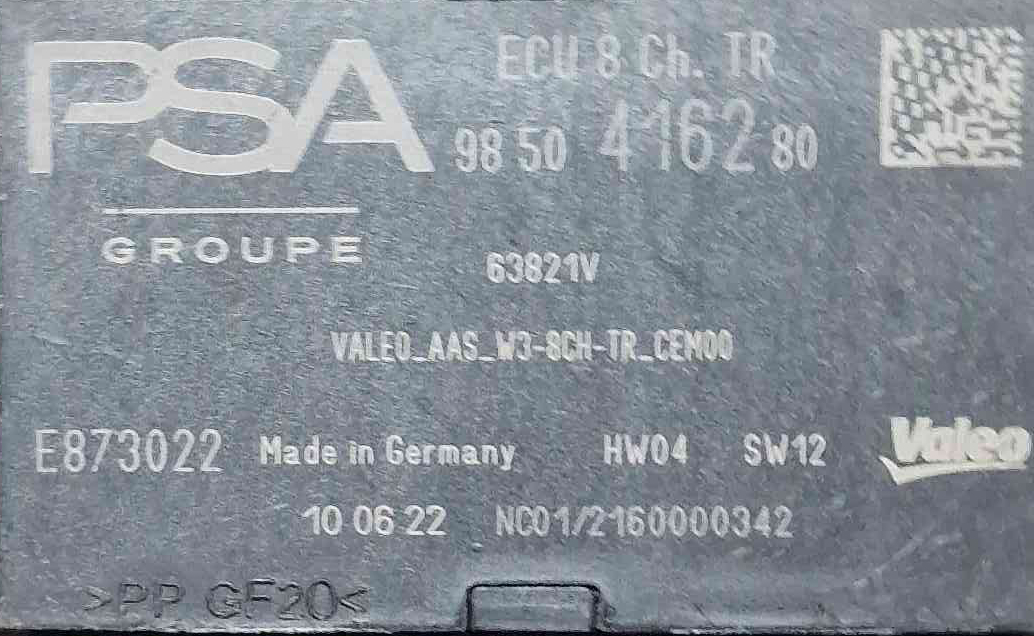 PSA
GROUPE
ECU 8 Ch. TR
98 50 4162 80
63821V
VALEO_AAS_W3-8CH-TR_CEM00
E873022 Made in Germany HW04 SW12 Valeo
10 06 22 NC01/2160000342
>PP GF20<